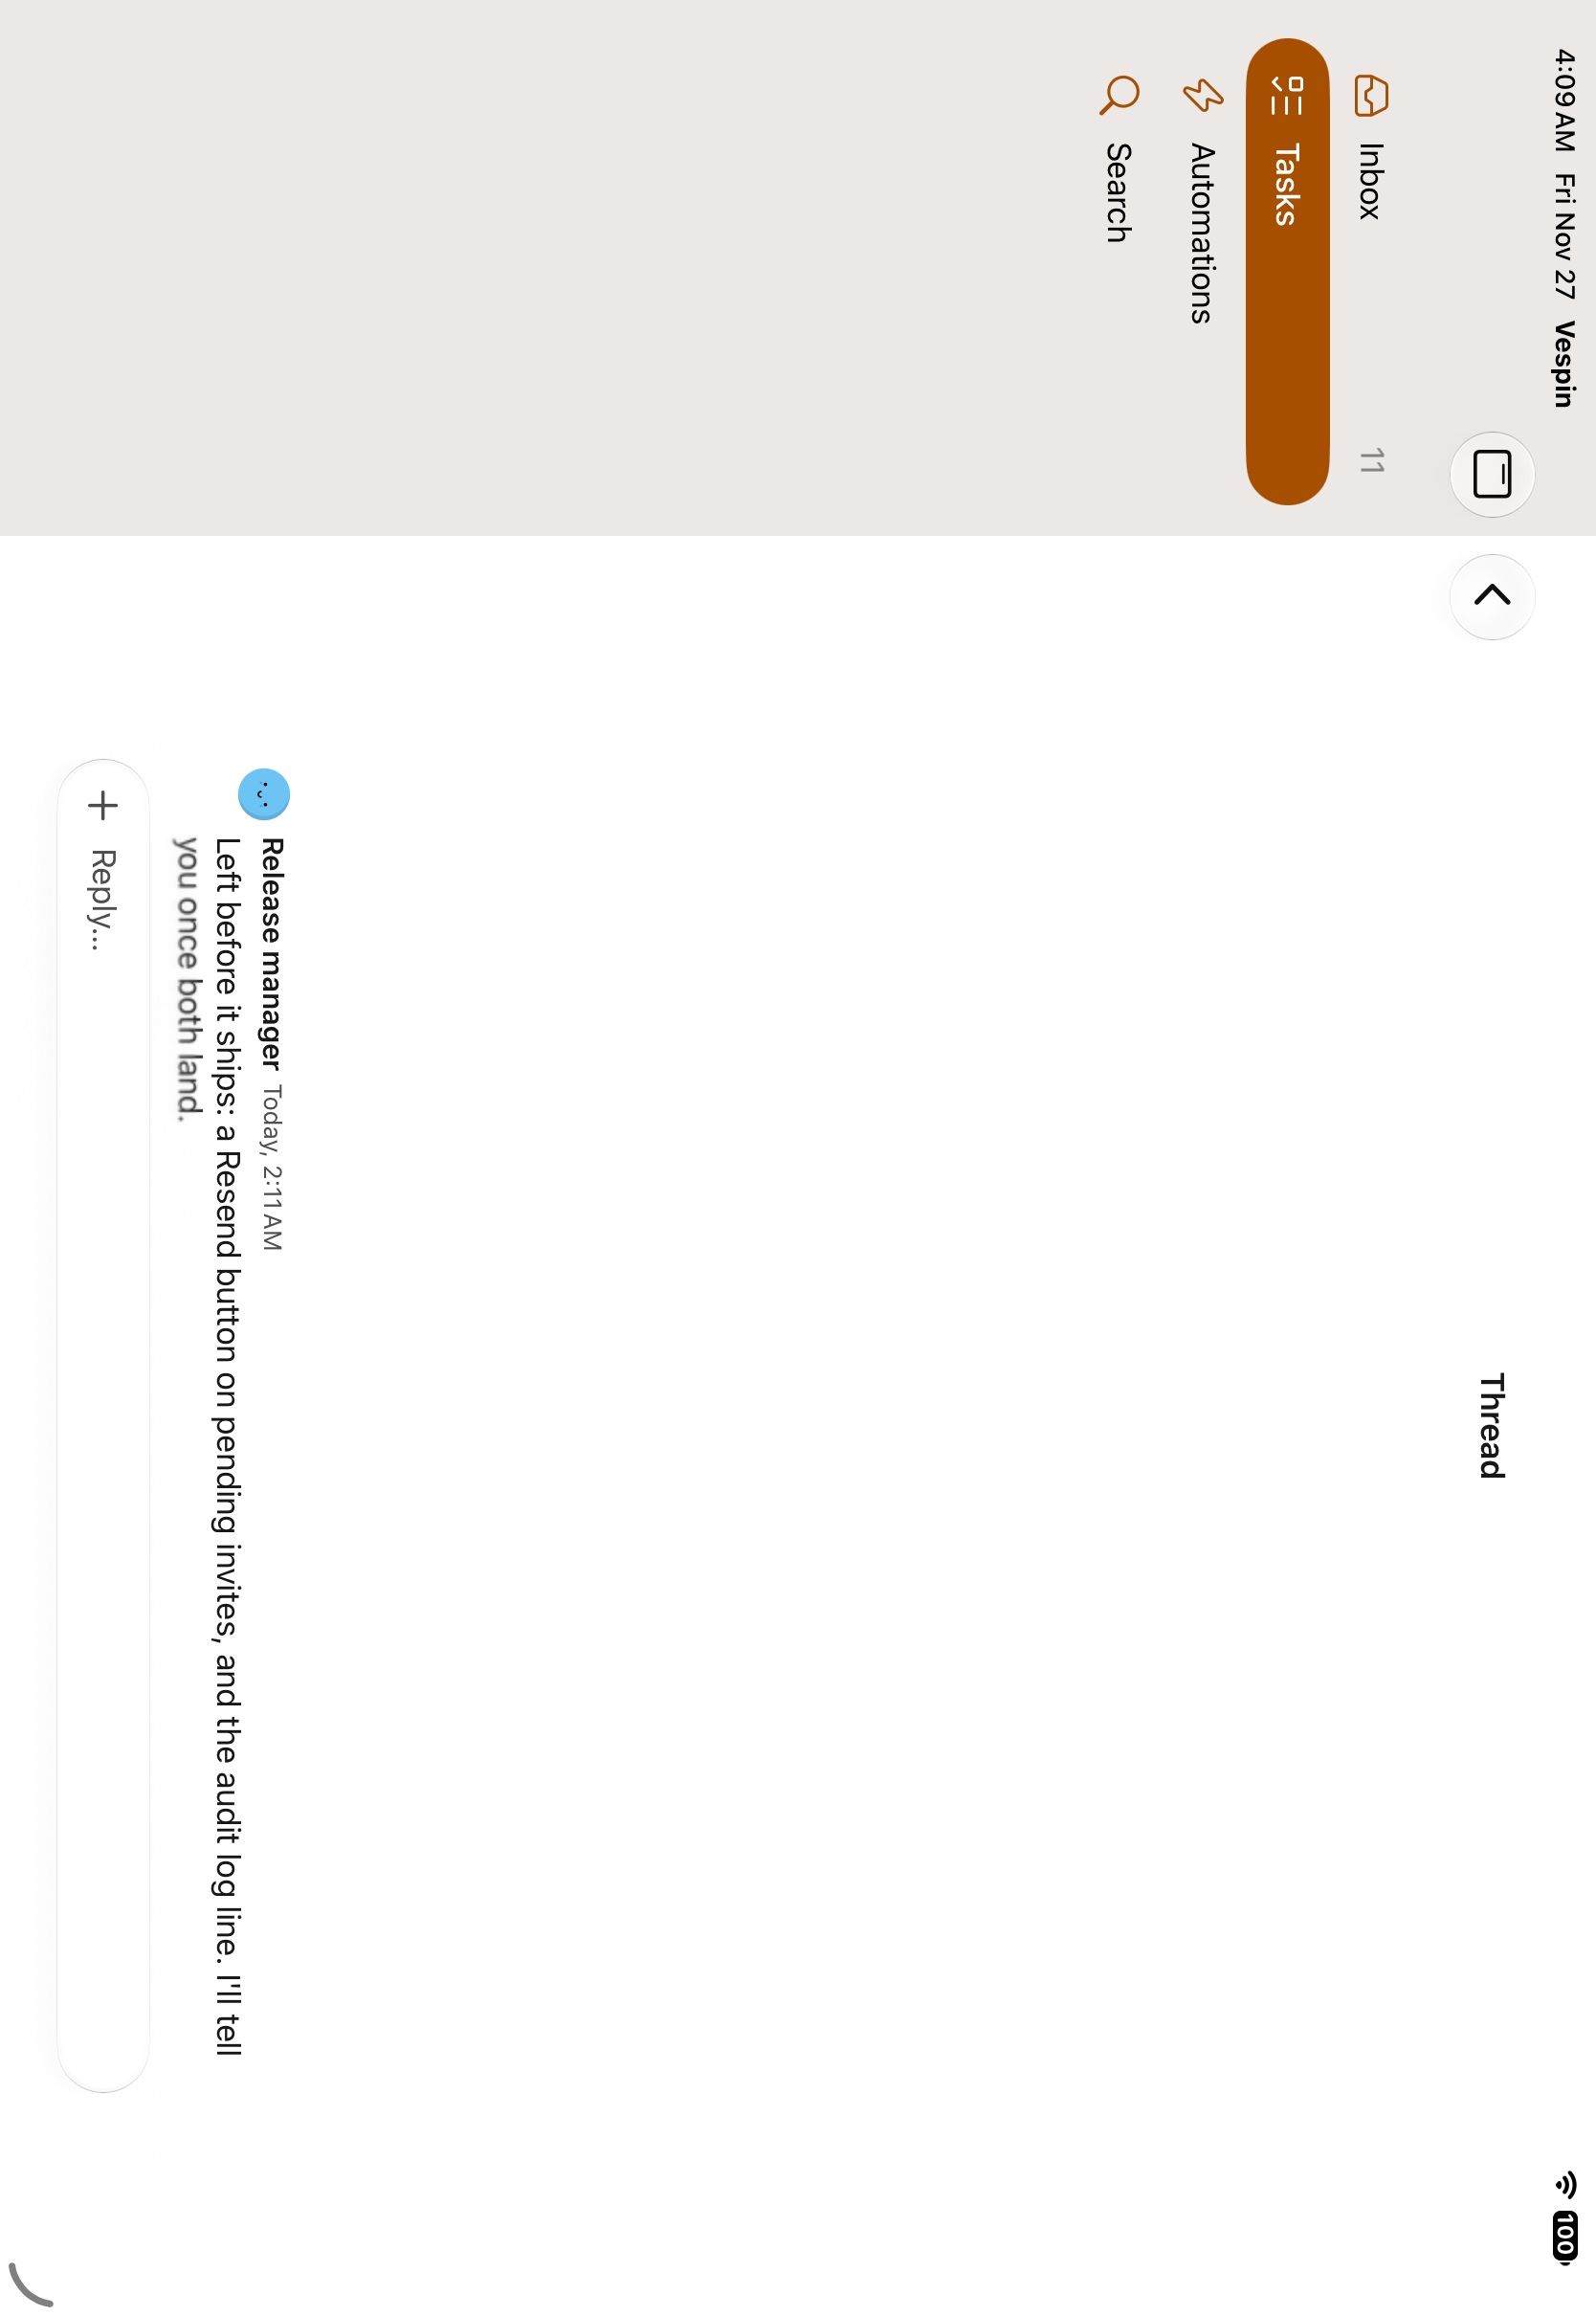 4:09 AM Fri Nov 27 Vespin
100
Thread
Inbox 11
Tasks
Automations
Search
Release manager Today, 2:11 AM
Left before it ships: a Resend button on pending invites, and the audit log line. I'll tell
you once both land.
Reply...